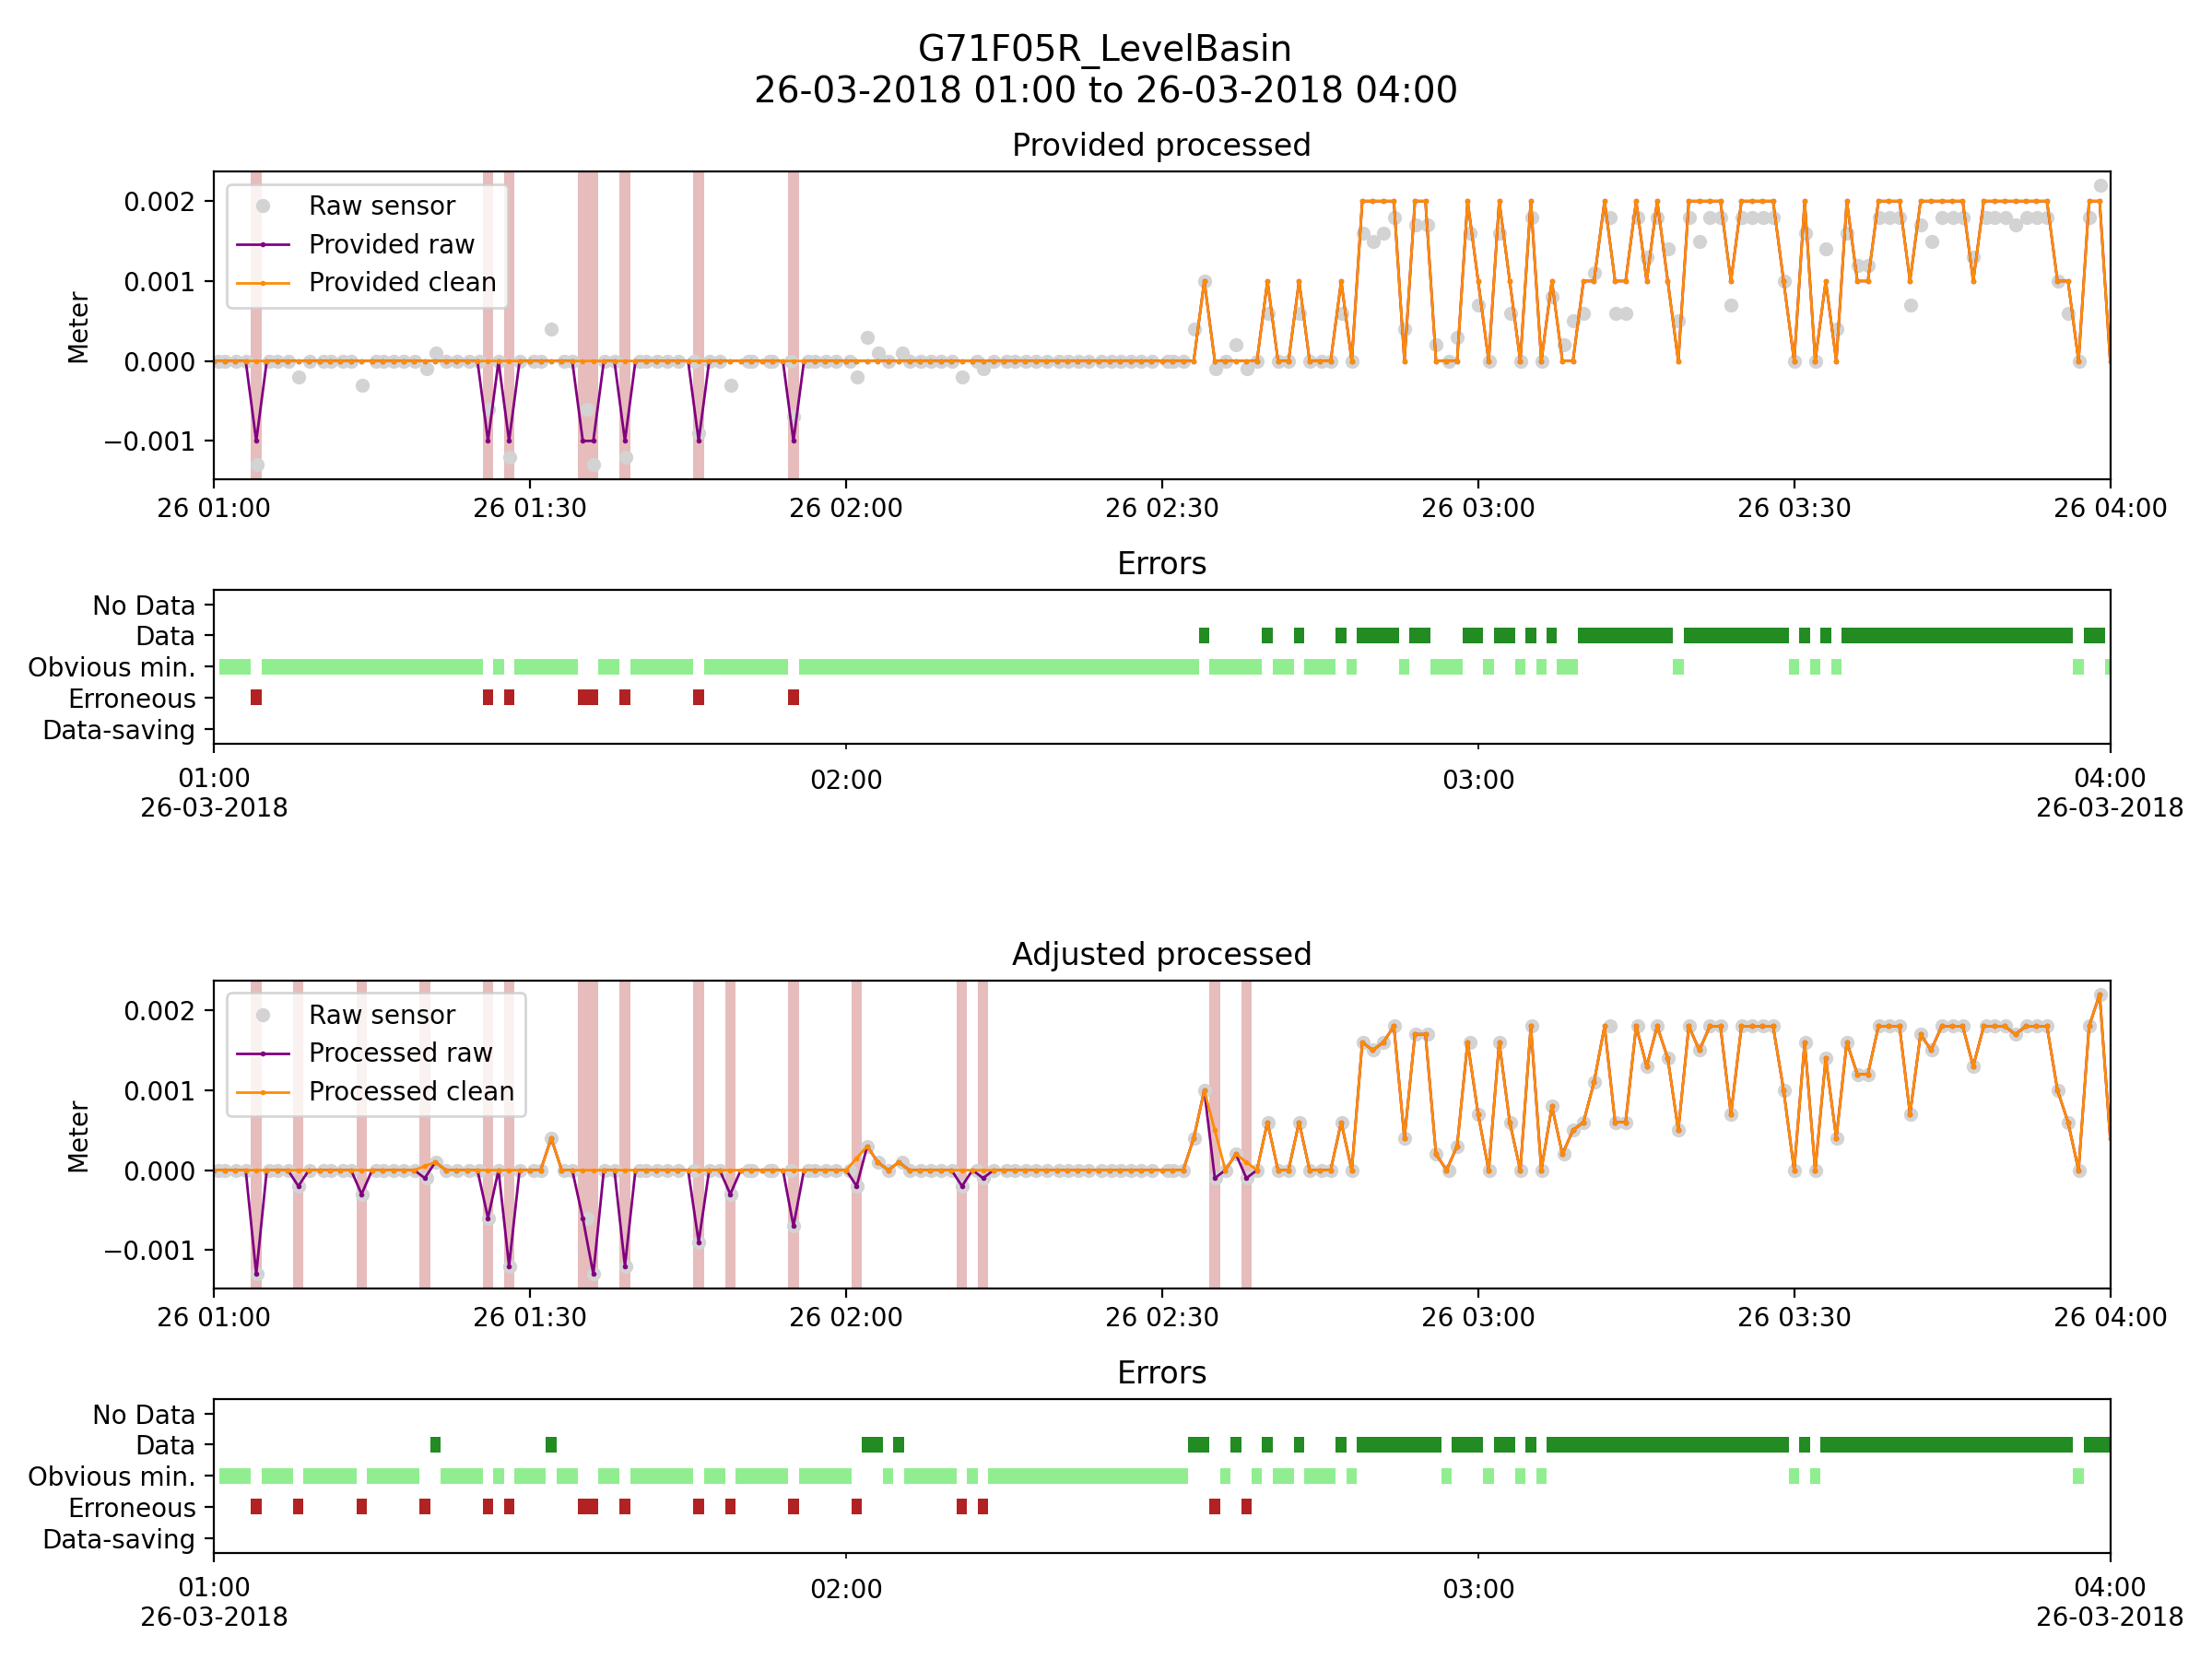 G71F05R_LevelBasin
26-03-2018 01:00 to 26-03-2018 04:00
Provided processed
Meter
0.002
0.001
0.000
−0.001
Raw sensor
Provided raw
Provided clean
26 01:00 26 01:30 26 02:00 26 02:30 26 03:00 26 03:30 26 04:00
Errors
No Data
Data
Obvious min.
Erroneous
Data-saving
01:00 02:00 03:00 04:00
26-03-2018 26-03-2018
Adjusted processed
Meter
0.002
0.001
0.000
−0.001
Raw sensor
Processed raw
Processed clean
26 01:00 26 01:30 26 02:00 26 02:30 26 03:00 26 03:30 26 04:00
Errors
No Data
Data
Obvious min.
Erroneous
Data-saving
01:00 02:00 03:00 04:00
26-03-2018 26-03-2018